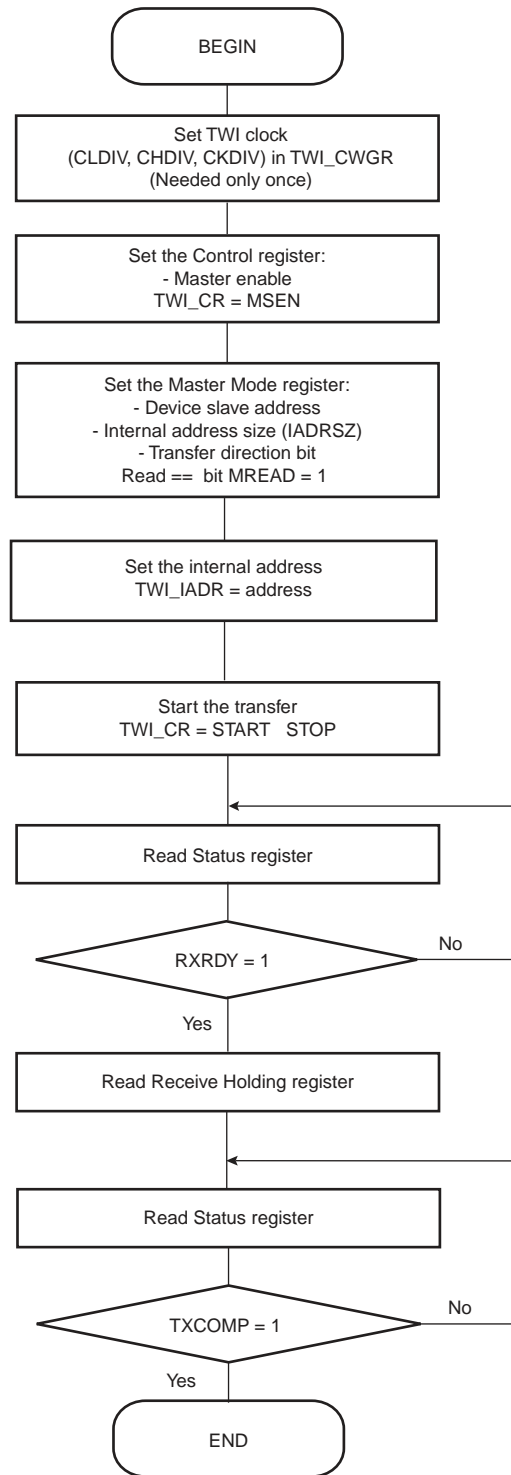 BEGIN
Set TWI clock
(CLDIV, CHDIV, CKDIV) in TWI_CWGR
(Needed only once)
Set the Control register:
- Master enable
TWI_CR = MSEN
Set the Master Mode register:
- Device slave address
- Internal address size (IADRSZ)
- Transfer direction bit
Read == bit MREAD = 1
Set the internal address
TWI_IADR = address
Start the transfer
TWI_CR = START STOP
Read Status register
RXRDY = 1
No
Yes
Read Receive Holding register
Read Status register
TXCOMP = 1
No
Yes
END